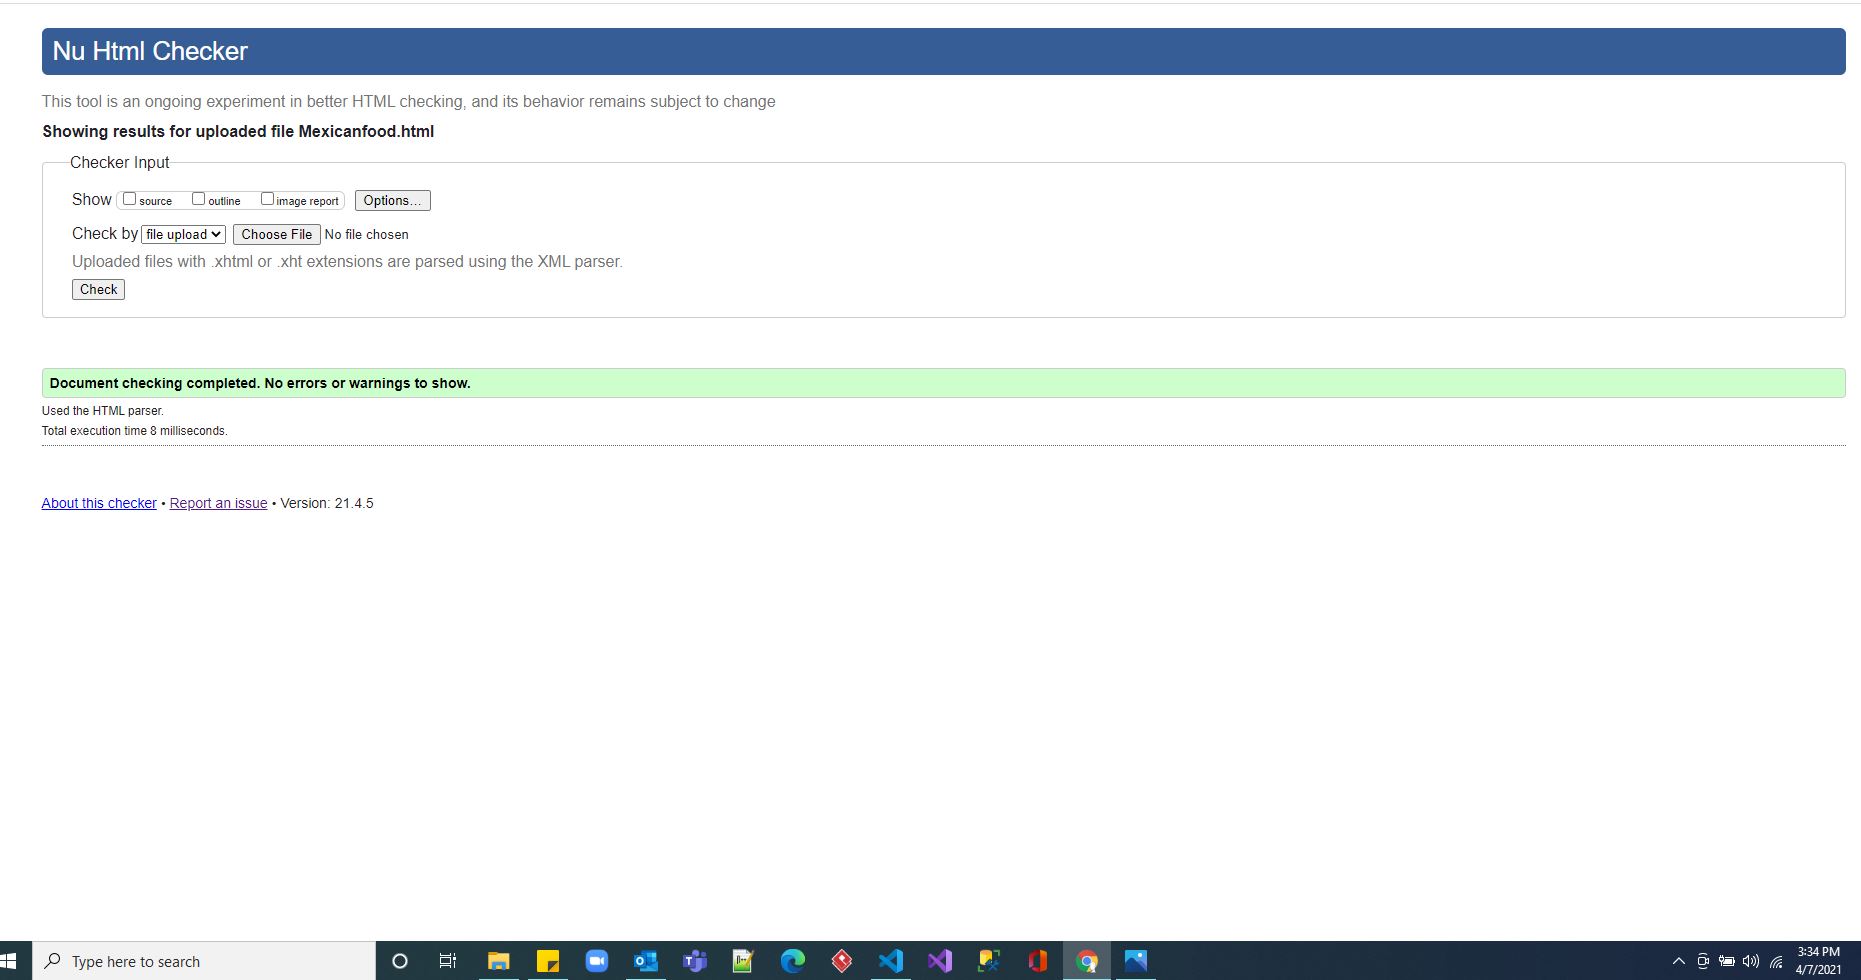 Nu Html Checker
This tool is an ongoing experiment in better HTML checking, and its behavior remains subject to change
Showing results for uploaded file Mexicanfood.html
Checker Input
Show source outline image report Options...
Check by file upload Choose File No file chosen
Uploaded files with .xhtml or .xht extensions are parsed using the XML parser.
Check
Document checking completed. No errors or warnings to show.
Used the HTML parser.
Total execution time 8 milliseconds.
About this checker • Report an issue • Version: 21.4.5
Type here to search
3:34 PM
4/7/2021